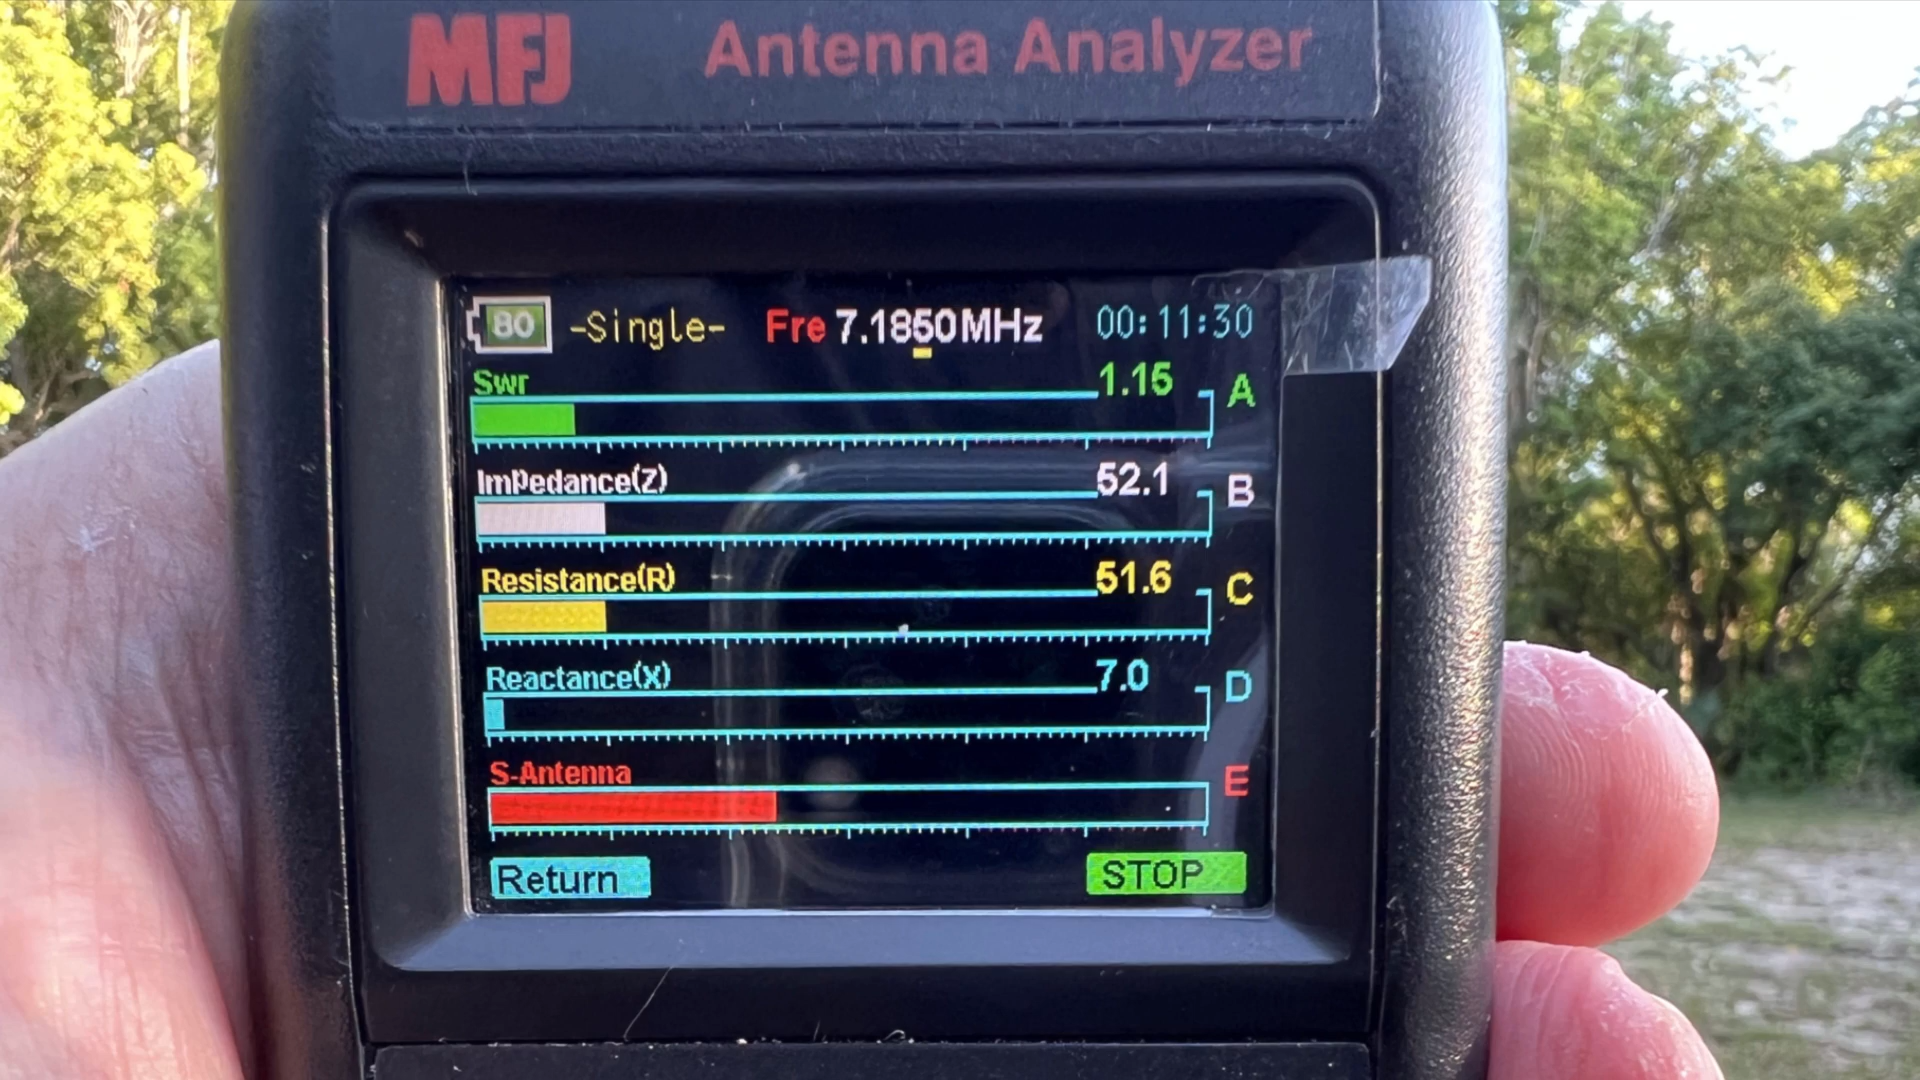 MFJ Antenna Analyzer
80 -Single- Fre 7.1850MHz 00:11:30
Swr 1.15 A
Impedance(Z) 52.1 B
Resistance(R) 51.6 C
Reactance(X) 7.0 D
S-Antenna E
Return STOP